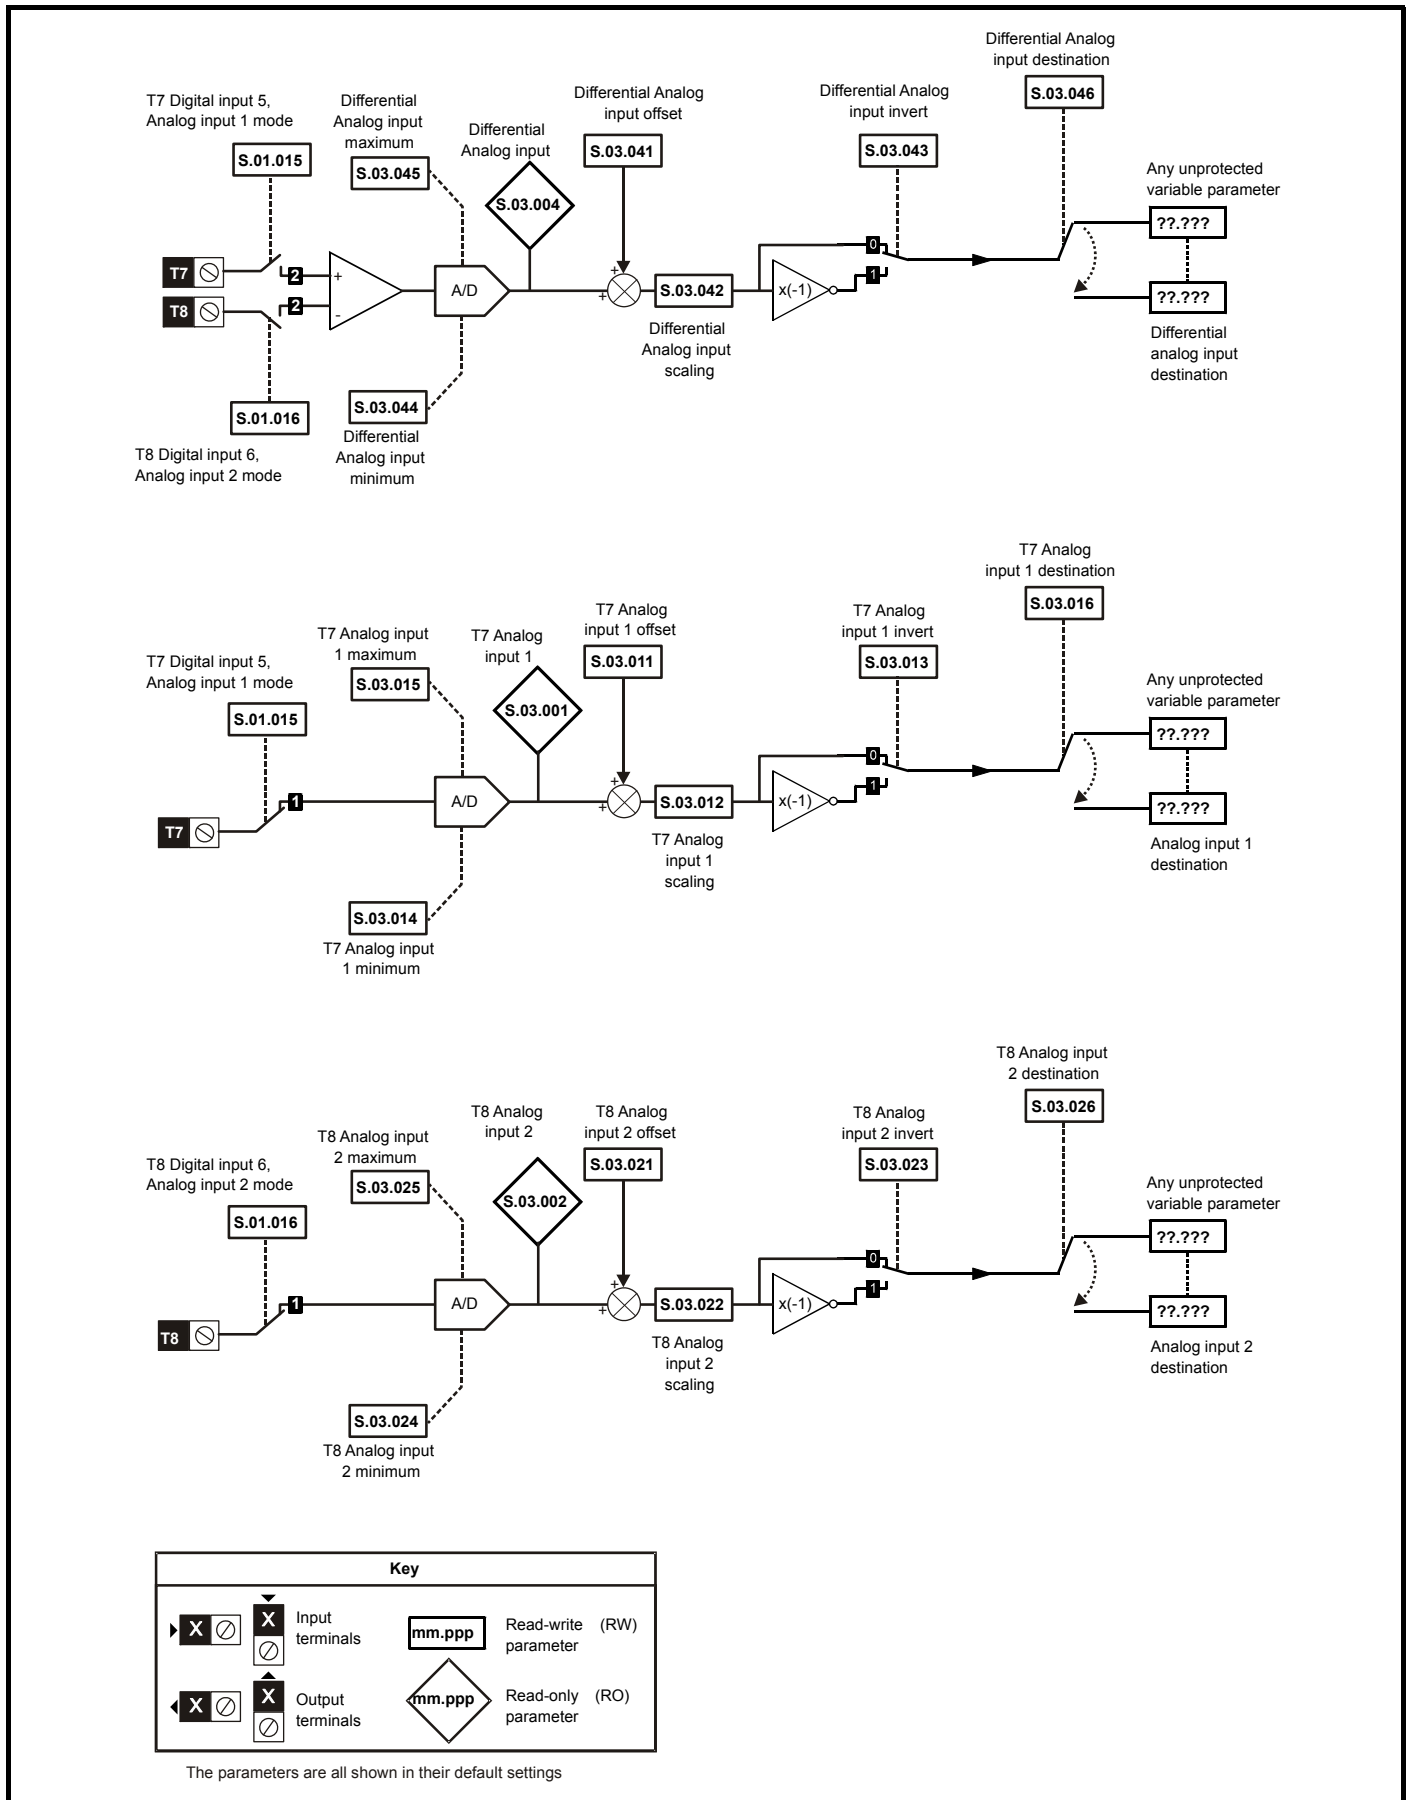 Differential Analog
input destination
S.03.046
T7 Digital input 5,
Analog input 1 mode
S.01.015
Differential
Analog input
maximum
S.03.045
Differential
Analog input
S.03.004
Differential Analog
input offset
S.03.041
Differential Analog
input invert
S.03.043
Any unprotected
variable parameter
??.???
T7
2
+
T8
2
-
A/D
+
+
S.03.042
x(-1)
0
1
??.???
Differential
Analog input
scaling
Differential
analog input
destination
S.01.016
T8 Digital input 6,
Analog input 2 mode
S.03.044
Differential
Analog input
minimum
T7 Analog
input 1 destination
S.03.016
T7 Digital input 5,
Analog input 1 mode
S.01.015
T7 Analog input
1 maximum
S.03.015
T7 Analog
input 1
S.03.001
T7 Analog
input 1 offset
S.03.011
T7 Analog
input 1 invert
S.03.013
Any unprotected
variable parameter
??.???
T7
1
A/D
+
+
S.03.012
x(-1)
0
1
??.???
T7 Analog
input 1
scaling
Analog input 1
destination
S.03.014
T7 Analog input
1 minimum
T8 Analog input
2 destination
S.03.026
T8 Digital input 6,
Analog input 2 mode
S.01.016
T8 Analog input
2 maximum
S.03.025
T8 Analog
input 2
S.03.002
T8 Analog
input 2 offset
S.03.021
T8 Analog
input 2 invert
S.03.023
Any unprotected
variable parameter
??.???
T8
1
A/D
+
+
S.03.022
x(-1)
0
1
??.???
T8 Analog
input 2
scaling
Analog input 2
destination
S.03.024
T8 Analog input
2 minimum
Key
X
X
Input
terminals
mm.ppp
Read-write (RW)
parameter
X
X
Output
terminals
mm.ppp
Read-only (RO)
parameter
The parameters are all shown in their default settings